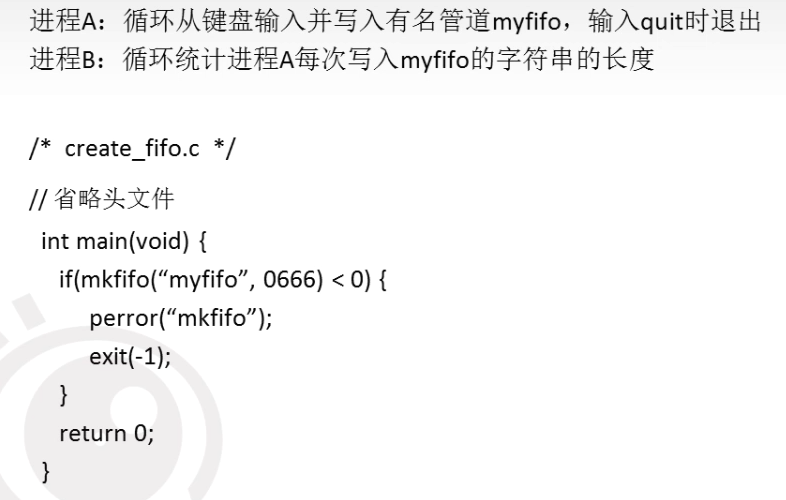 进程A：循环从键盘输入并写入有名管道myfifo，输入quit时退出
进程B：循环统计进程A每次写入myfifo的字符串的长度
/* create_fifo.c */
// 省略头文件
int main(void) {
if(mkfifo(“myfifo”, 0666) < 0) {
perror(“mkfifo”);
exit(-1);
}
return 0;
}